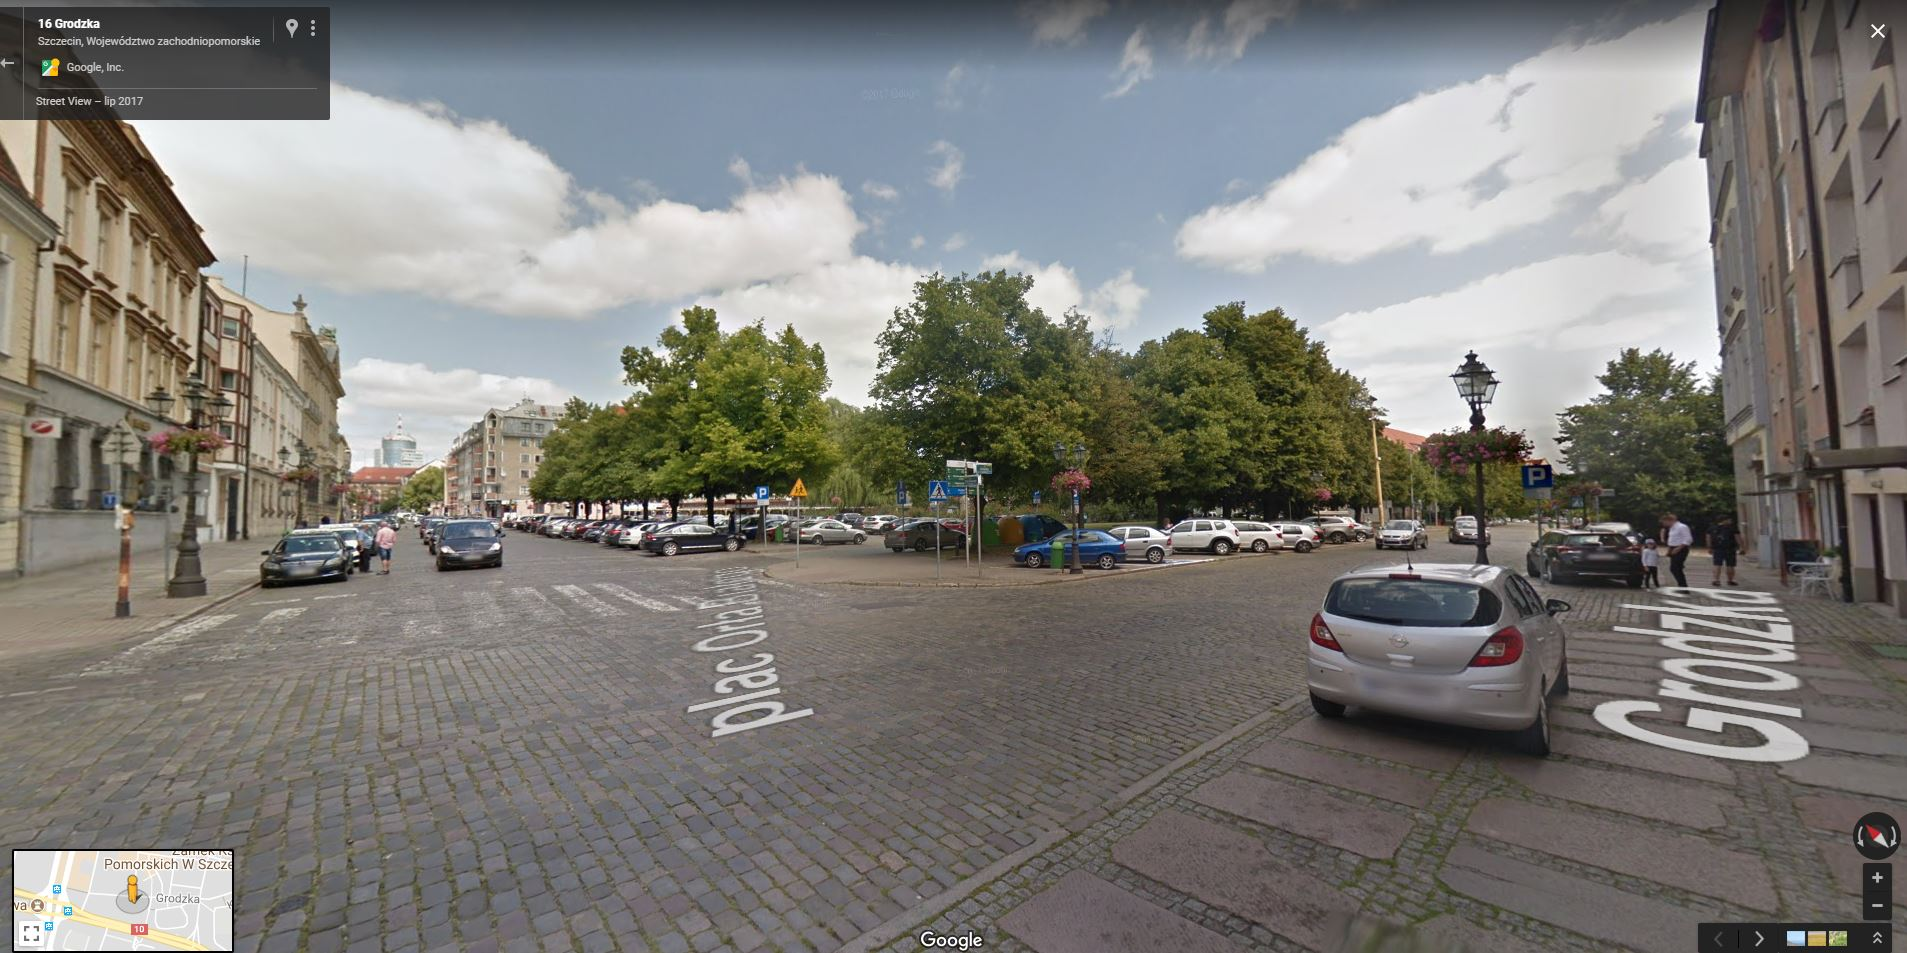 16 Grodzka
Szczecin, Województwo zachodniopomorskie
Google, Inc.
Street View – lip 2017
P
P
plac Orła
Grodzka
Pomorskich W Szcze
Grodzka
10
Google